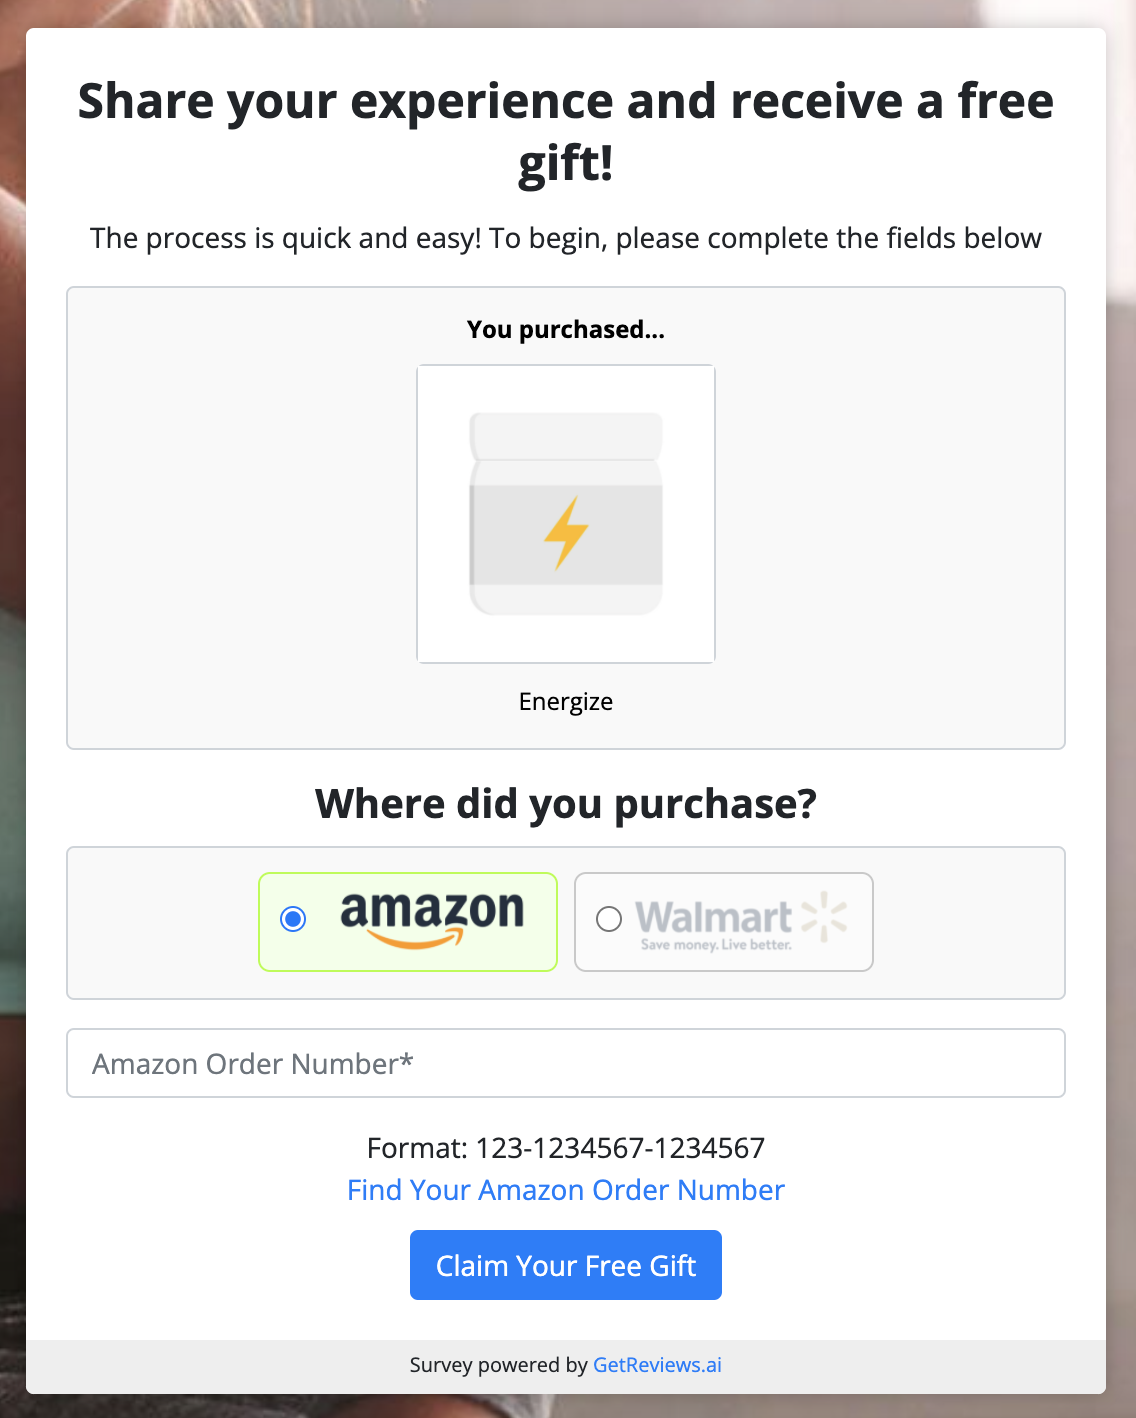 Share your experience and receive a free
gift!
The process is quick and easy! To begin, please complete the fields below
You purchased...
Energize
Where did you purchase?
amazon
Walmart
Save money. Live better.
Amazon Order Number*
Format: 123-1234567-1234567
Find Your Amazon Order Number
Claim Your Free Gift
Survey powered by GetReviews.ai